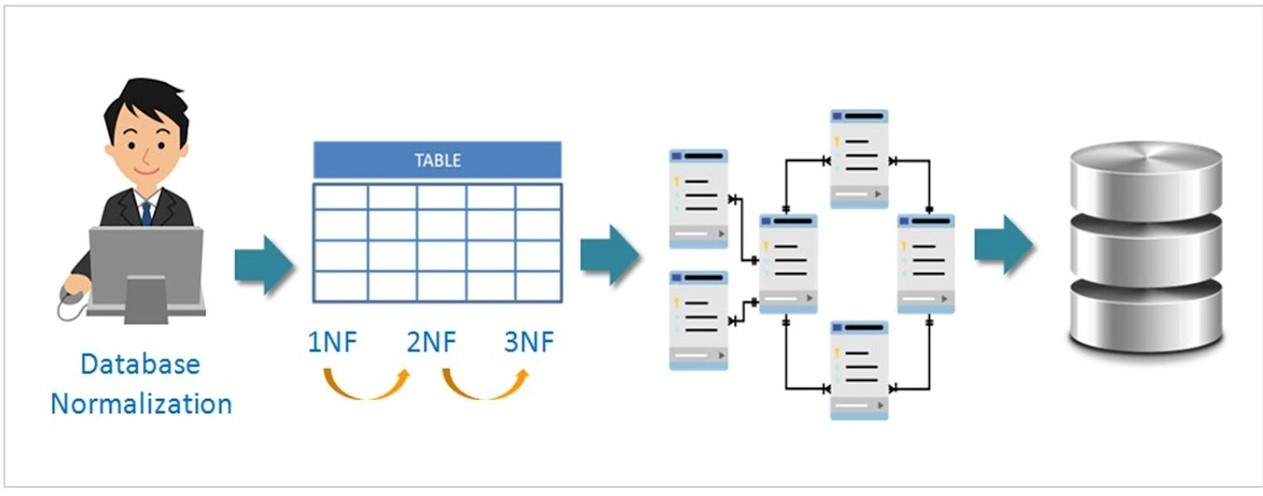 Database
Normalization
TABLE
1NF
2NF
3NF